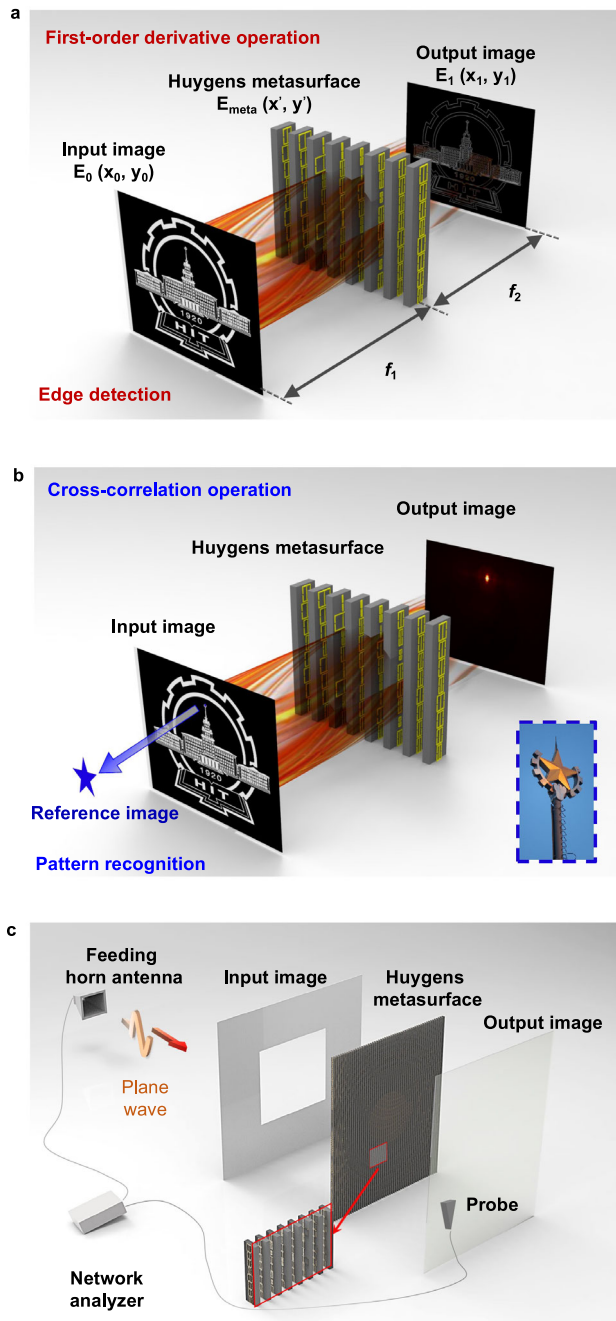 a
First-order derivative operation
Output image
E1 (x1, y1)
Huygens metasurface
Emeta (x', y')
Input image
E0 (x0, y0)
1920
HIT
f1
f2
Edge detection
b
Cross-correlation operation
Output image
Huygens metasurface
Input image
1920
HIT
Reference image
Pattern recognition
c
Feeding
horn antenna
Input image
Huygens
metasurface
Output image
Plane
wave
Probe
Network
analyzer